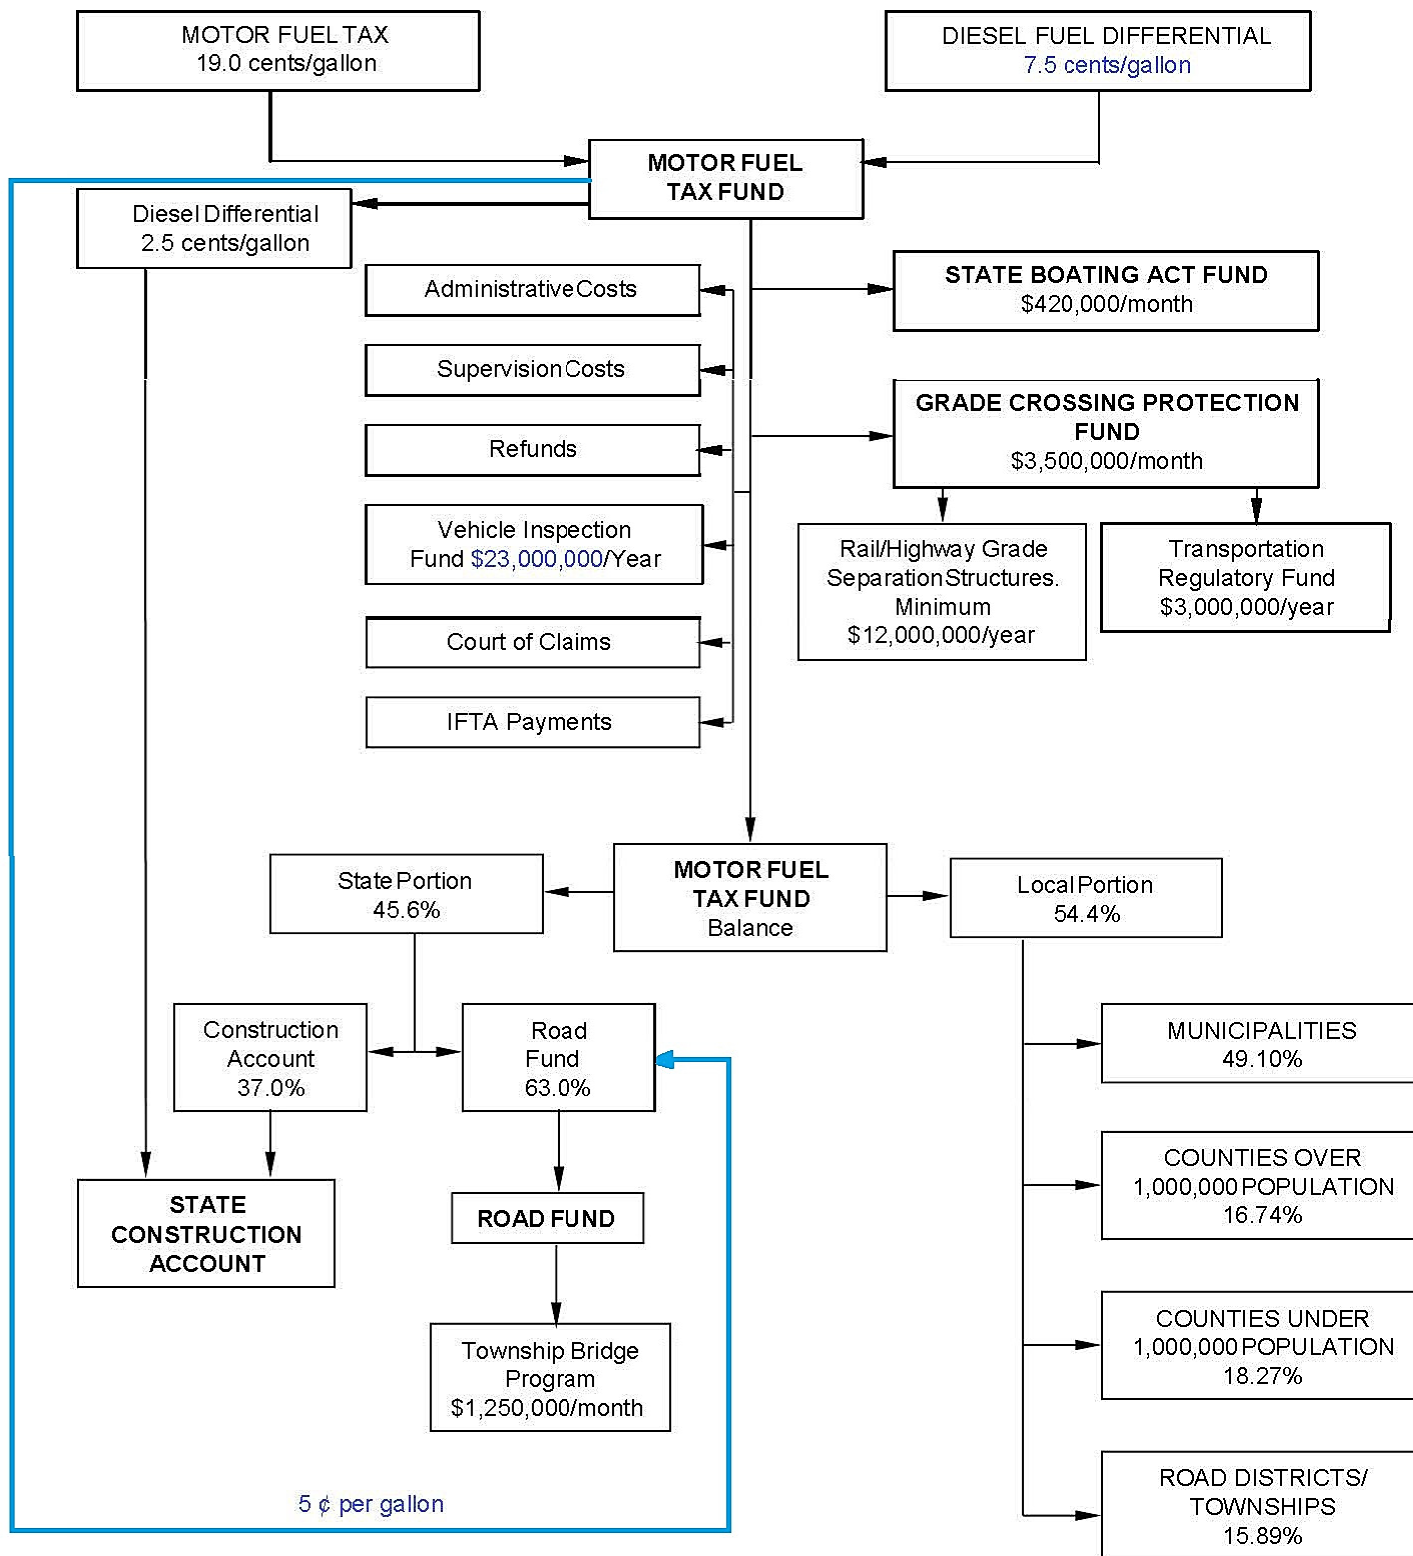 MOTOR FUEL TAX
19.0 cents/gallon
DIESEL FUEL DIFFERENTIAL
7.5 cents/gallon
MOTOR FUEL
TAX FUND
Diesel Differential
2.5 cents/gallon
Administrative Costs
STATE BOATING ACT FUND
$420,000/month
Supervision Costs
GRADE CROSSING PROTECTION
FUND
$3,500,000/month
Refunds
Vehicle Inspection
Fund $23,000,000/Year
Rail/Highway Grade
Separation Structures.
Minimum
$12,000,000/year
Transportation
Regulatory Fund
$3,000,000/year
Court of Claims
IFTA Payments
State Portion
45.6%
MOTOR FUEL
TAX FUND
Balance
Local Portion
54.4%
Construction
Account
37.0%
Road
Fund
63.0%
MUNICIPALITIES
49.10%
COUNTIES OVER
1,000,000 POPULATION
16.74%
STATE
CONSTRUCTION
ACCOUNT
ROAD FUND
COUNTIES UNDER
1,000,000 POPULATION
18.27%
Township Bridge
Program
$1,250,000/month
ROAD DISTRICTS/
TOWNSHIPS
15.89%
5 ¢ per gallon